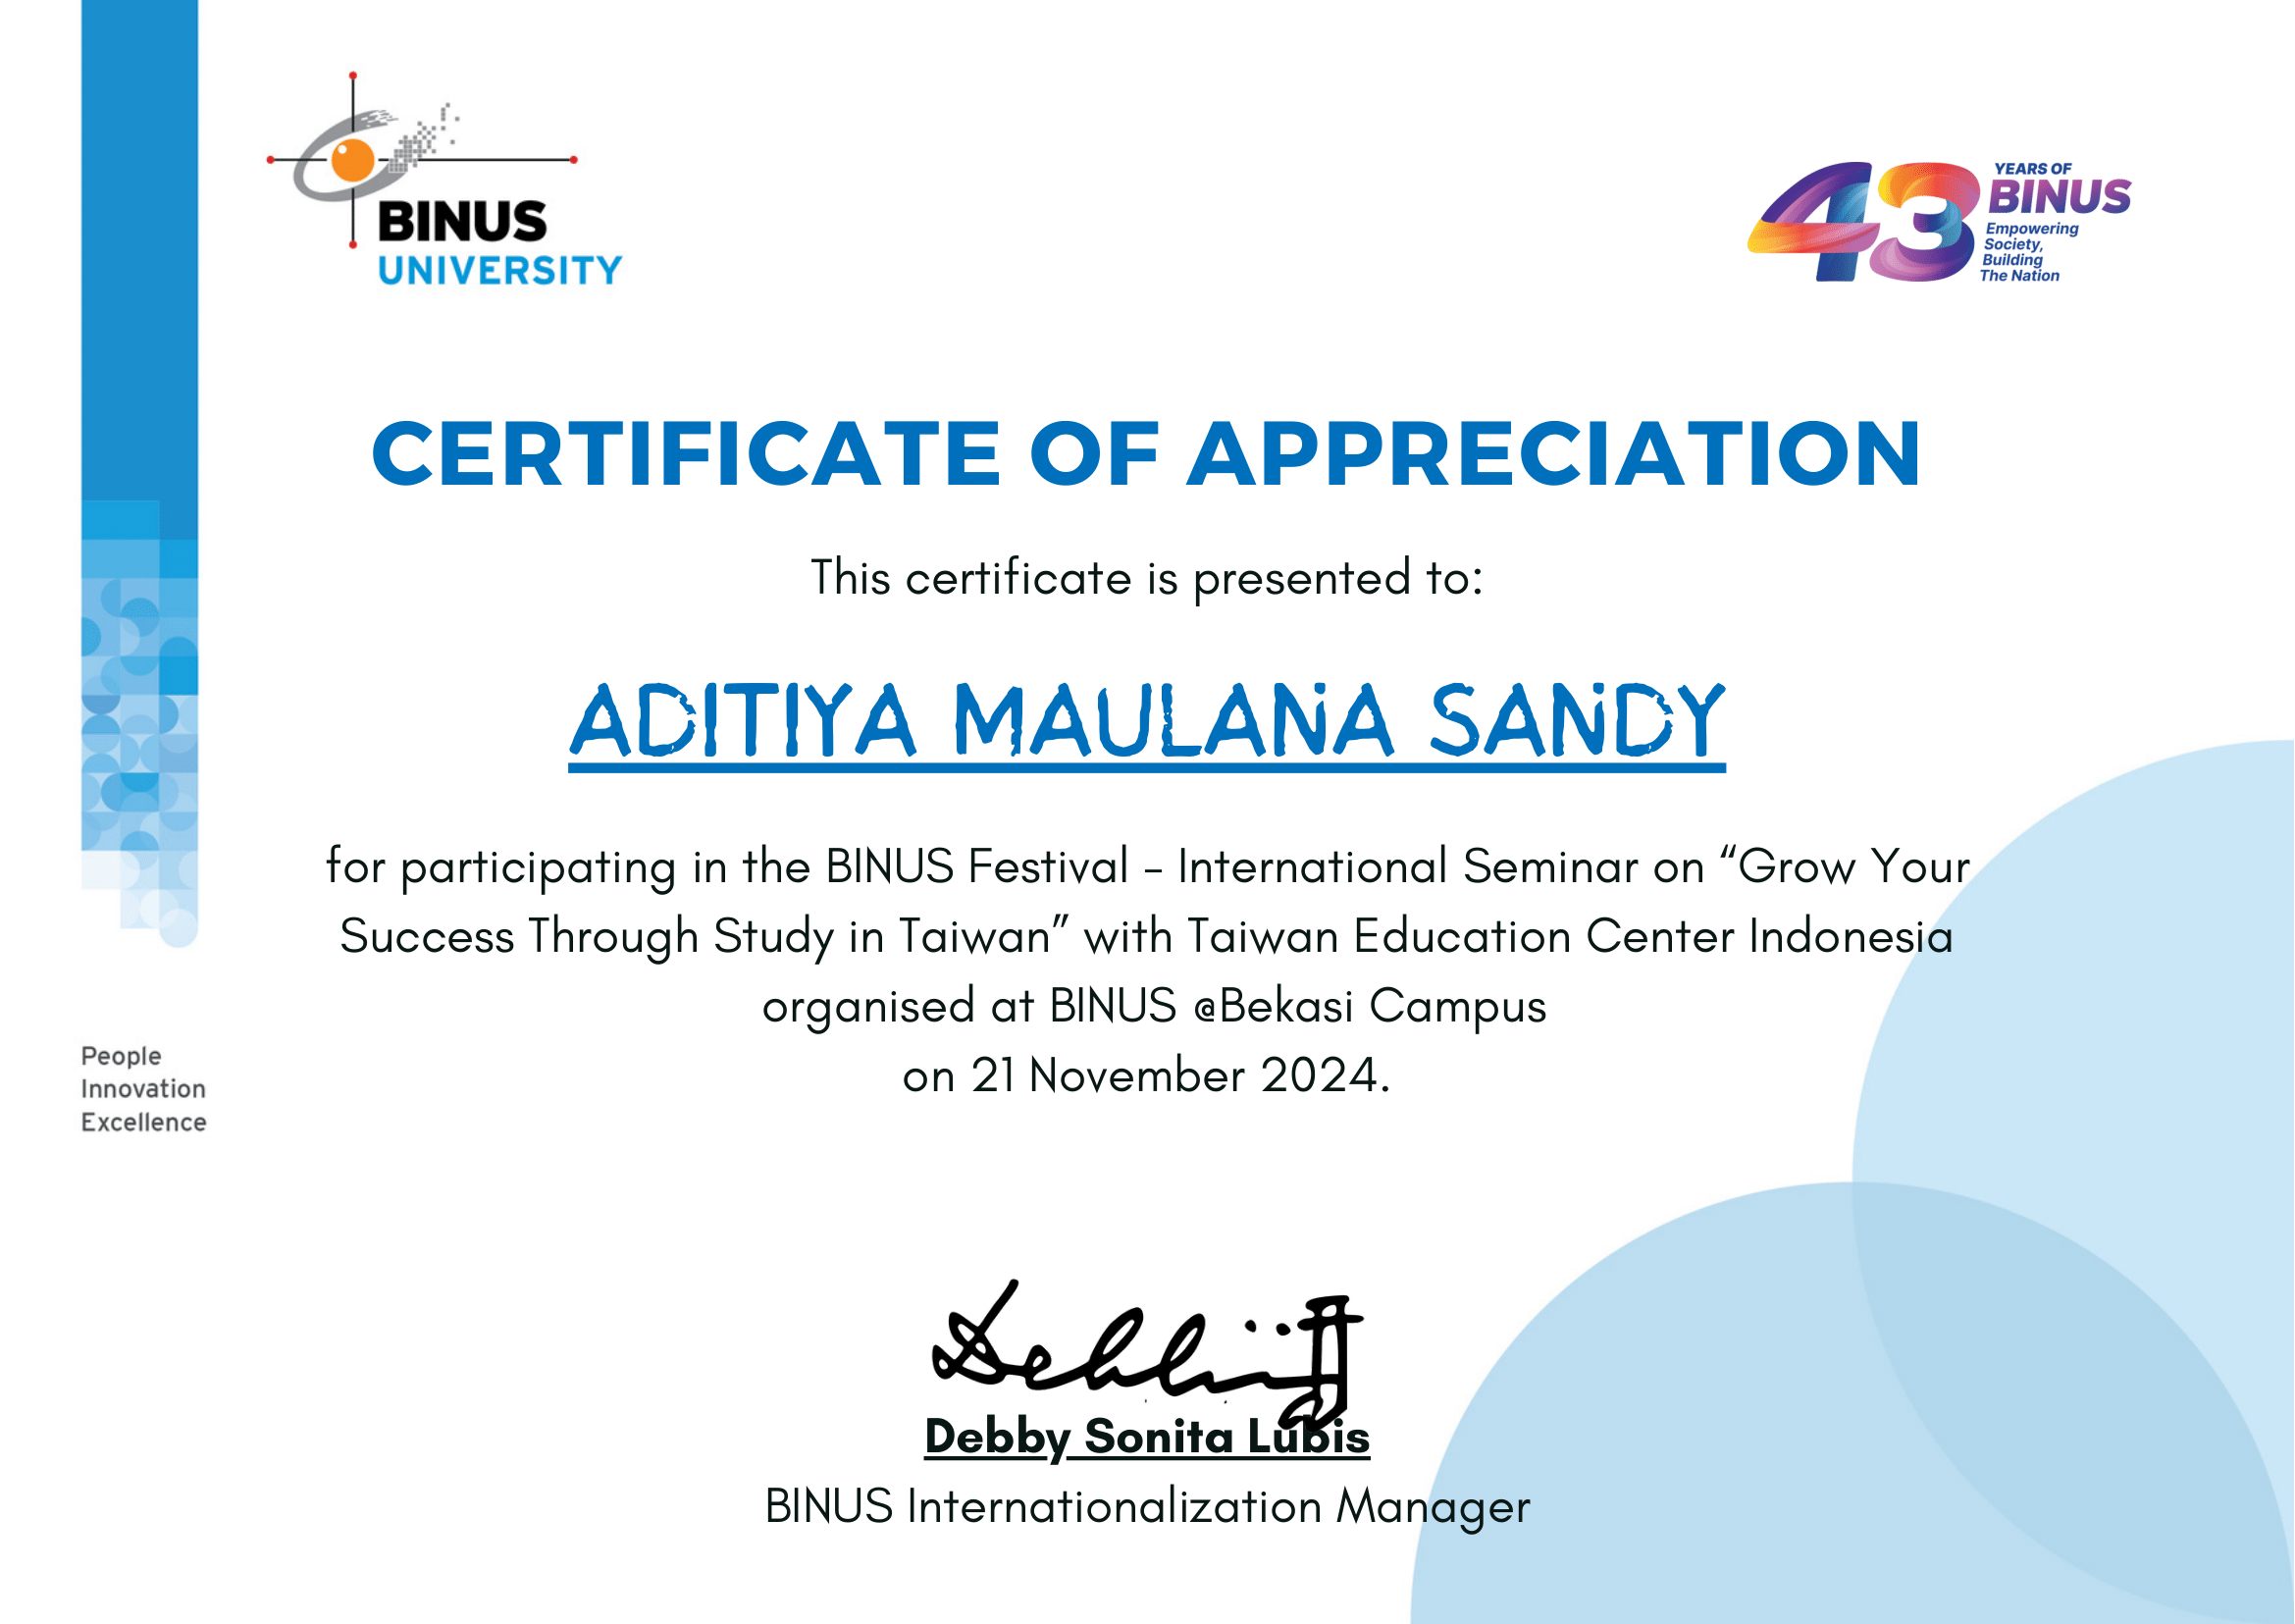 BINUS
UNIVERSITY
43
YEARS OF
BINUS
Empowering
Society,
Building
The Nation
CERTIFICATE OF APPRECIATION
This certificate is presented to:
ADITIYA MAULANA SANDY
for participating in the BINUS Festival – International Seminar on “Grow Your
Success Through Study in Taiwan” with Taiwan Education Center Indonesia
organised at BINUS @Bekasi Campus
on 21 November 2024.
People
Innovation
Excellence
Debby Sonita Lubis
BINUS Internationalization Manager